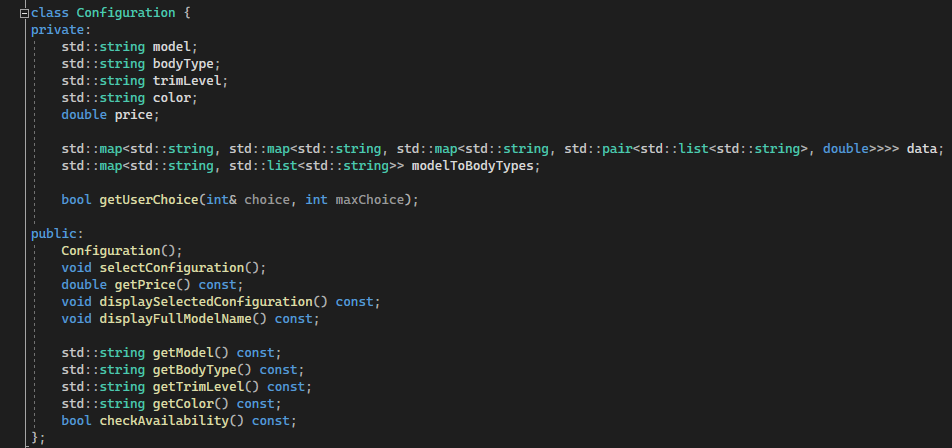 class Configuration {
private:
    std::string model;
    std::string bodyType;
    std::string trimLevel;
    std::string color;
    double price;

    std::map<std::string, std::map<std::string, std::map<std::string, std::pair<std::list<std::string>, double>>>> data;
    std::map<std::string, std::list<std::string>> modelToBodyTypes;

    bool getUserChoice(int& choice, int maxChoice);

public:
    Configuration();
    void selectConfiguration();
    double getPrice() const;
    void displaySelectedConfiguration() const;
    void displayFullModelName() const;

    std::string getModel() const;
    std::string getBodyType() const;
    std::string getTrimLevel() const;
    std::string getColor() const;
    bool checkAvailability() const;
};